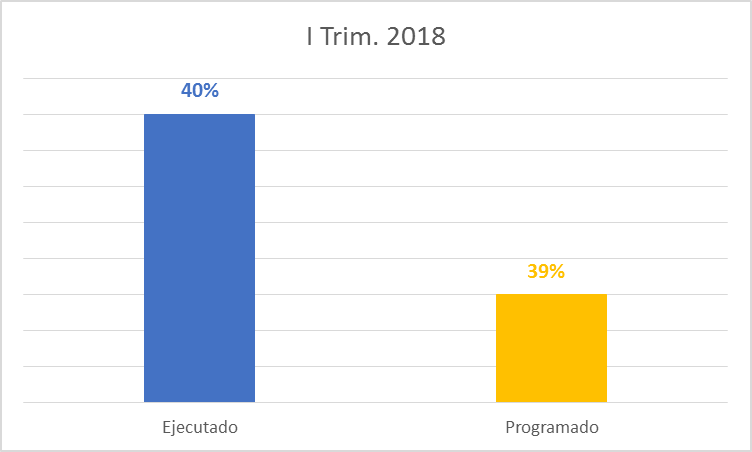 I Trim. 2018
40%
39%
Ejecutado
Programado